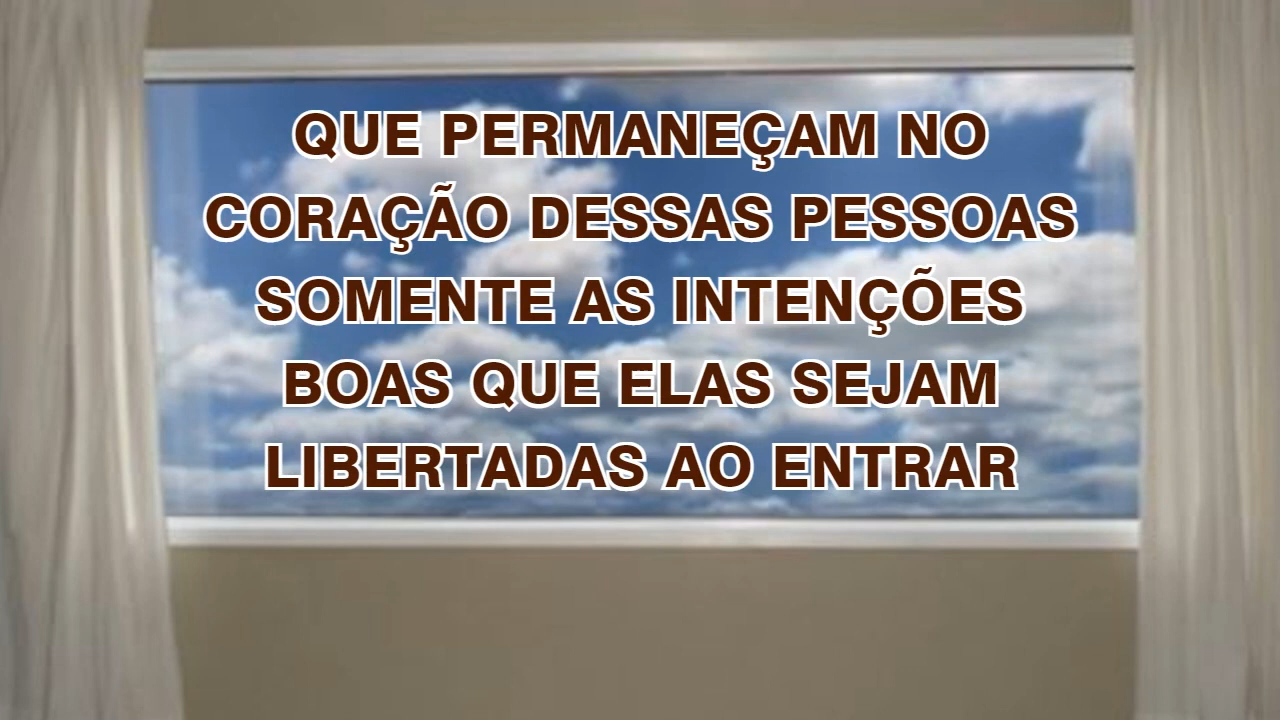 QUE PERMANEÇAM NO
CORAÇÃO DESSAS PESSOAS
SOMENTE AS INTENÇÕES
BOAS QUE ELAS SEJAM
LIBERTADAS AO ENTRAR